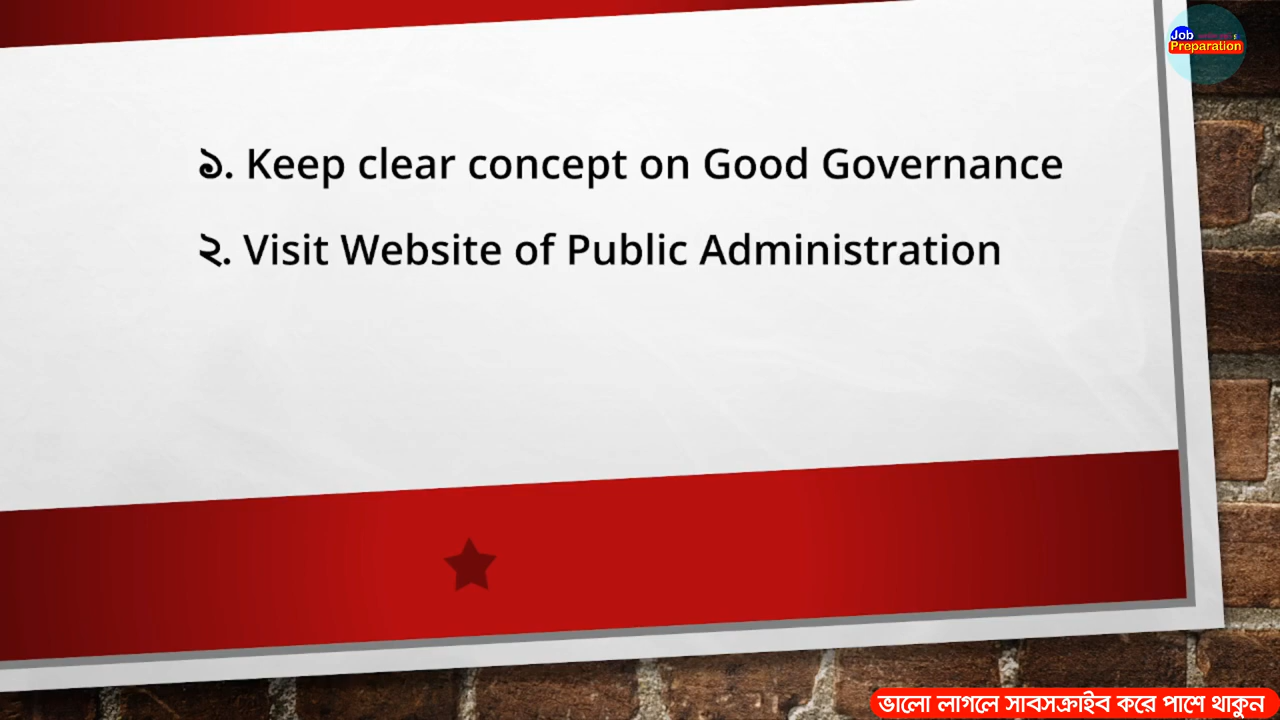 Job
Preparation
১. Keep clear concept on Good Governance
২. Visit Website of Public Administration
ভালো লাগলে সাবসক্রাইব করে পাশে থাকুন